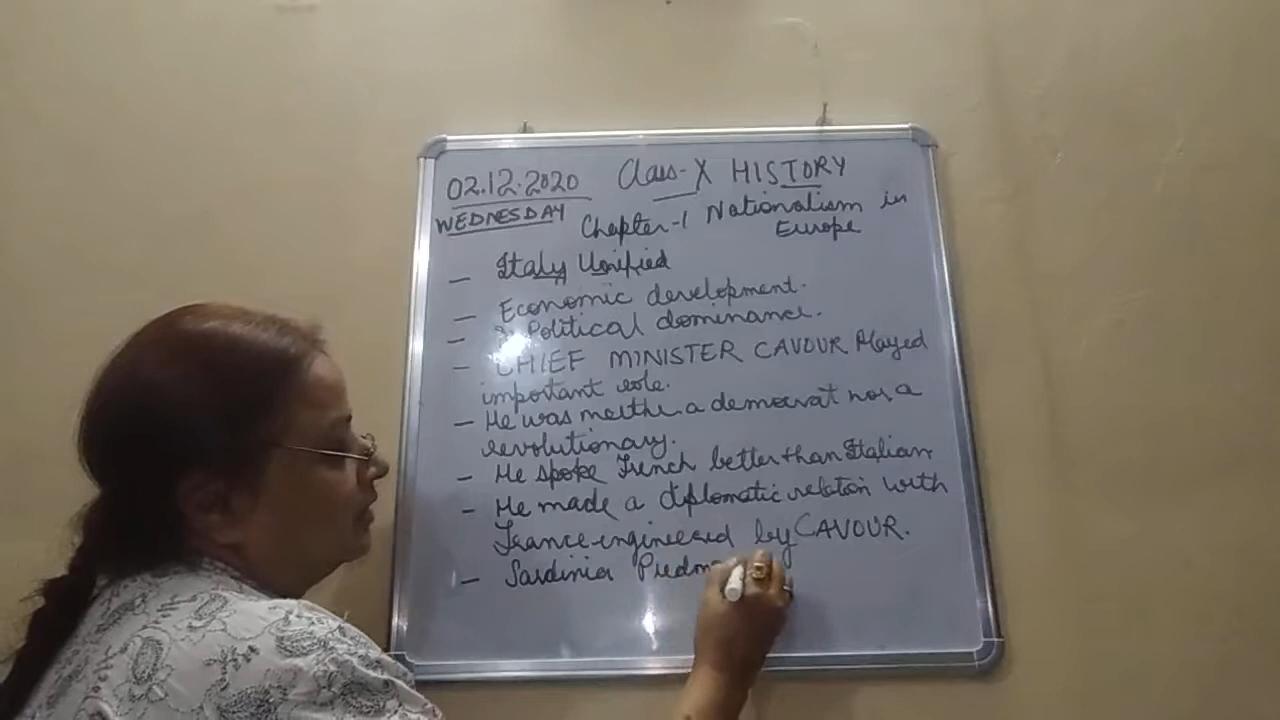 02.12.2020 Class-X HISTORY
WEDNESDAY Chapter-1 Nationalism in
Europe
- Italy Unified
- Economic development.
- Political dominance.
- CHIEF MINISTER CAVOUR Played
important role.
- He was neither a democrat nor a
revolutionary.
- He spoke French better than Italian
- He made a diplomatic relation with
France engineered by CAVOUR.
- Sardinia Piedm